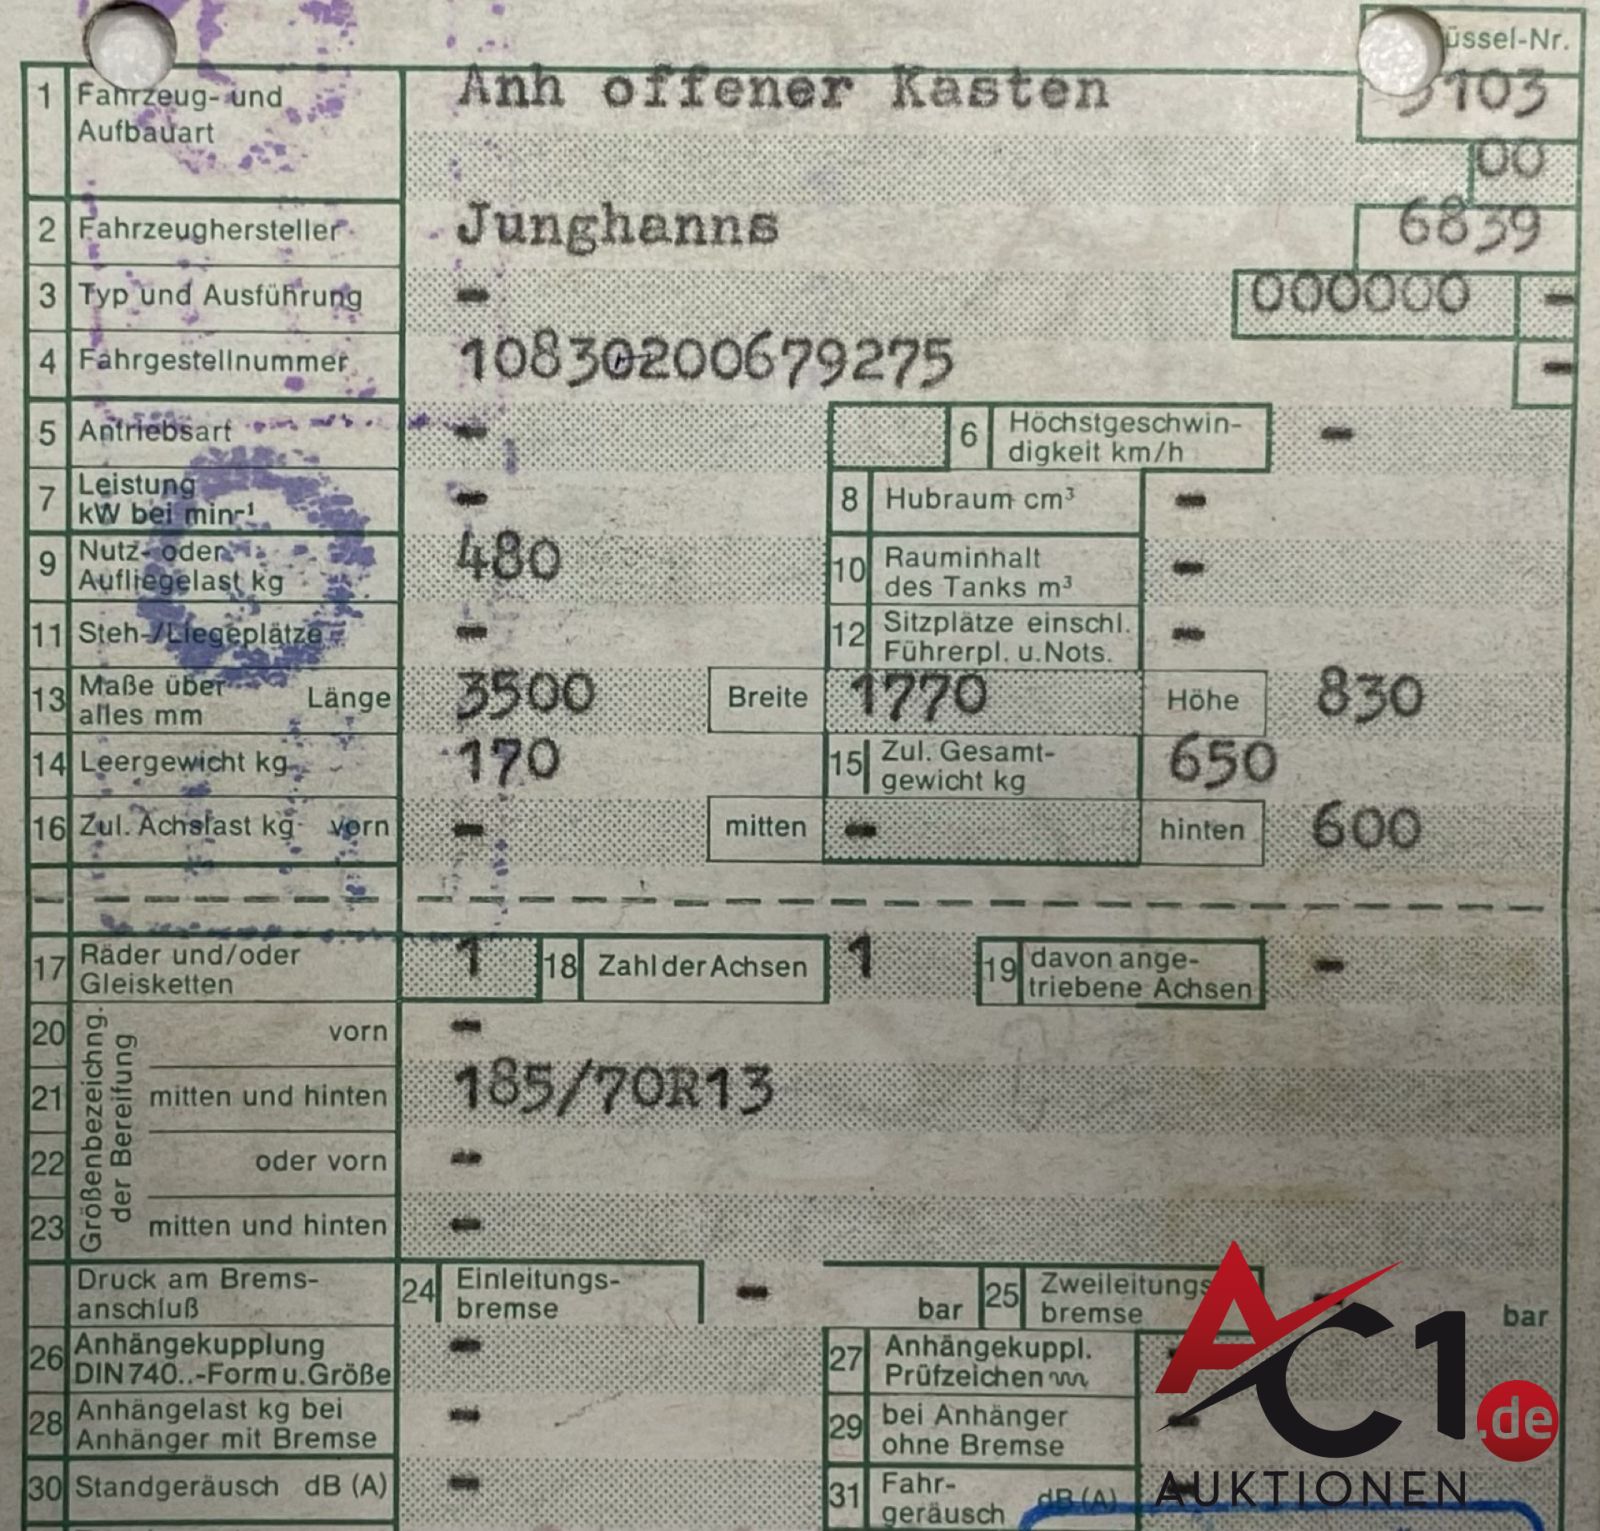 üssel-Nr.
1 Fahrzeug- und Aufbauart Anh offener Kasten 3103
00
2 Fahrzeughersteller Junghanns 6839
3 Typ und Ausführung - 000000 -
4 Fahrgestellnummer 10830200679275 -
5 Antriebsart - 6 Höchstgeschwin-digkeit km/h -
7 Leistung kW bei min-¹ - 8 Hubraum cm³ -
9 Nutz- oder Aufliegelast kg 480 10 Rauminhalt des Tanks m³ -
11 Steh-/Liegeplätze - 12 Sitzplätze einschl. Führerpl. u. Nots. -
13 Maße über alles mm Länge 3500 Breite 1770 Höhe 830
14 Leergewicht kg 170 15 Zul. Gesamt-gewicht kg 650
16 Zul. Achslast kg vorn - mitten - hinten 600
17 Räder und/oder Gleisketten 1 18 Zahl der Achsen 1 19 davon ange-triebene Achsen -
Größenbezeichng. der Bereifung
20 vorn -
21 mitten und hinten 185/70R13
22 oder vorn -
23 mitten und hinten -
Druck am Brems-anschluß 24 Einleitungs-bremse - bar 25 Zweileitungs bremse - bar
26 Anhängekupplung DIN 740..-Form u. Größe - 27 Anhängekuppl. Prüfzeichen -
28 Anhängelast kg bei Anhänger mit Bremse - 29 bei Anhänger ohne Bremse -
30 Standgeräusch dB (A) - 31 Fahr-geräusch dB (A) -
AC1.de
AUKTIONEN